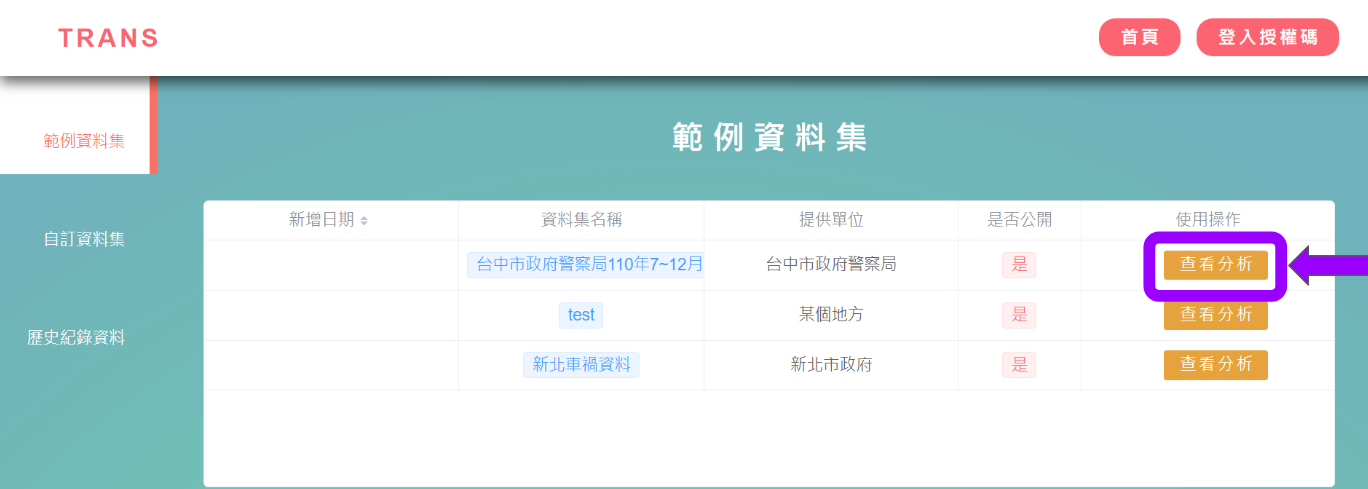 TRANS
首頁
登入授權碼
範例資料集
範例資料集
自訂資料集
歷史紀錄資料
新增日期 資料集名稱 提供單位 是否公開 使用操作
台中市政府警察局110年7~12月 台中市政府警察局 是 查看分析
test 某個地方 是 查看分析
新北車禍資料 新北市政府 是 查看分析